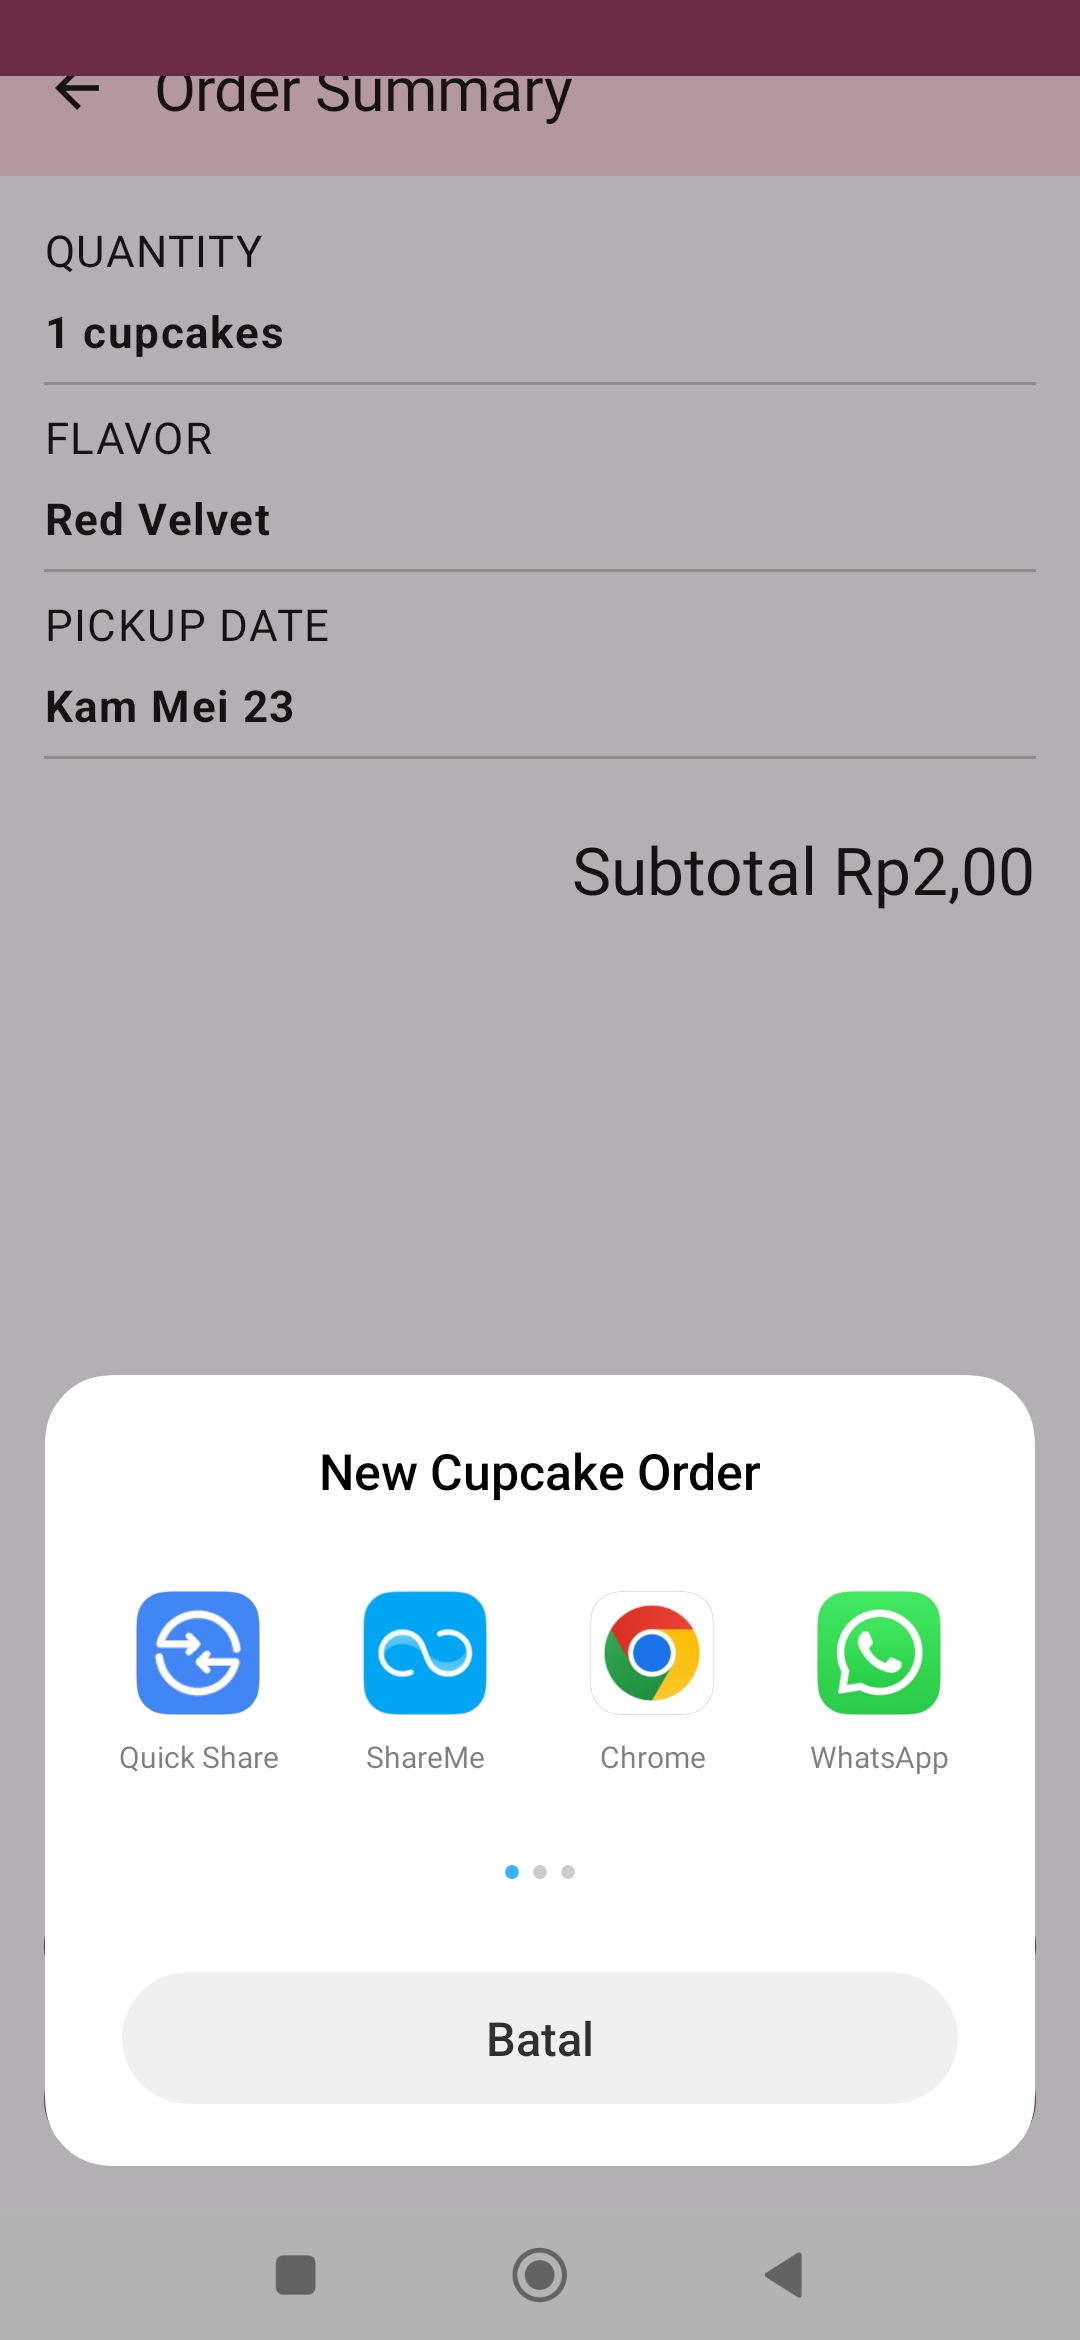 Order Summary
QUANTITY
1 cupcakes
FLAVOR
Red Velvet
PICKUP DATE
Kam Mei 23
Subtotal Rp2,00
New Cupcake Order
Quick Share
ShareMe
Chrome
WhatsApp
Batal